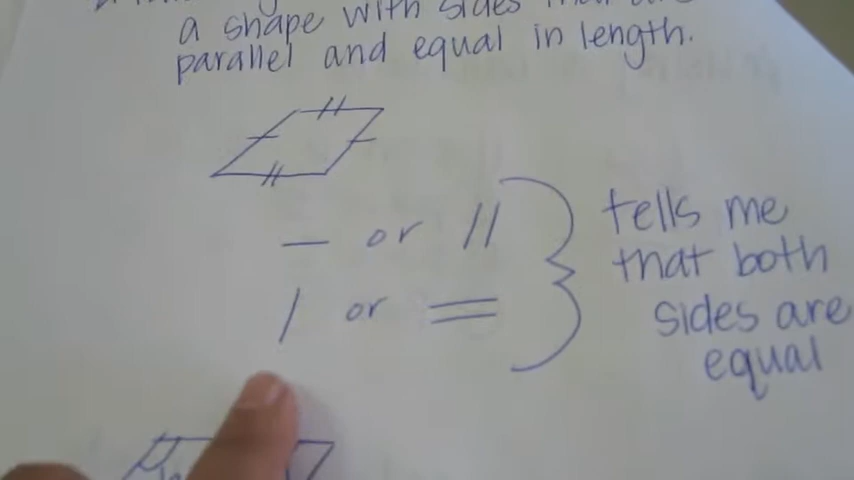 a shape with sides
parallel and equal in length.
— or //
/ or =
tells me
that both
sides are
equal